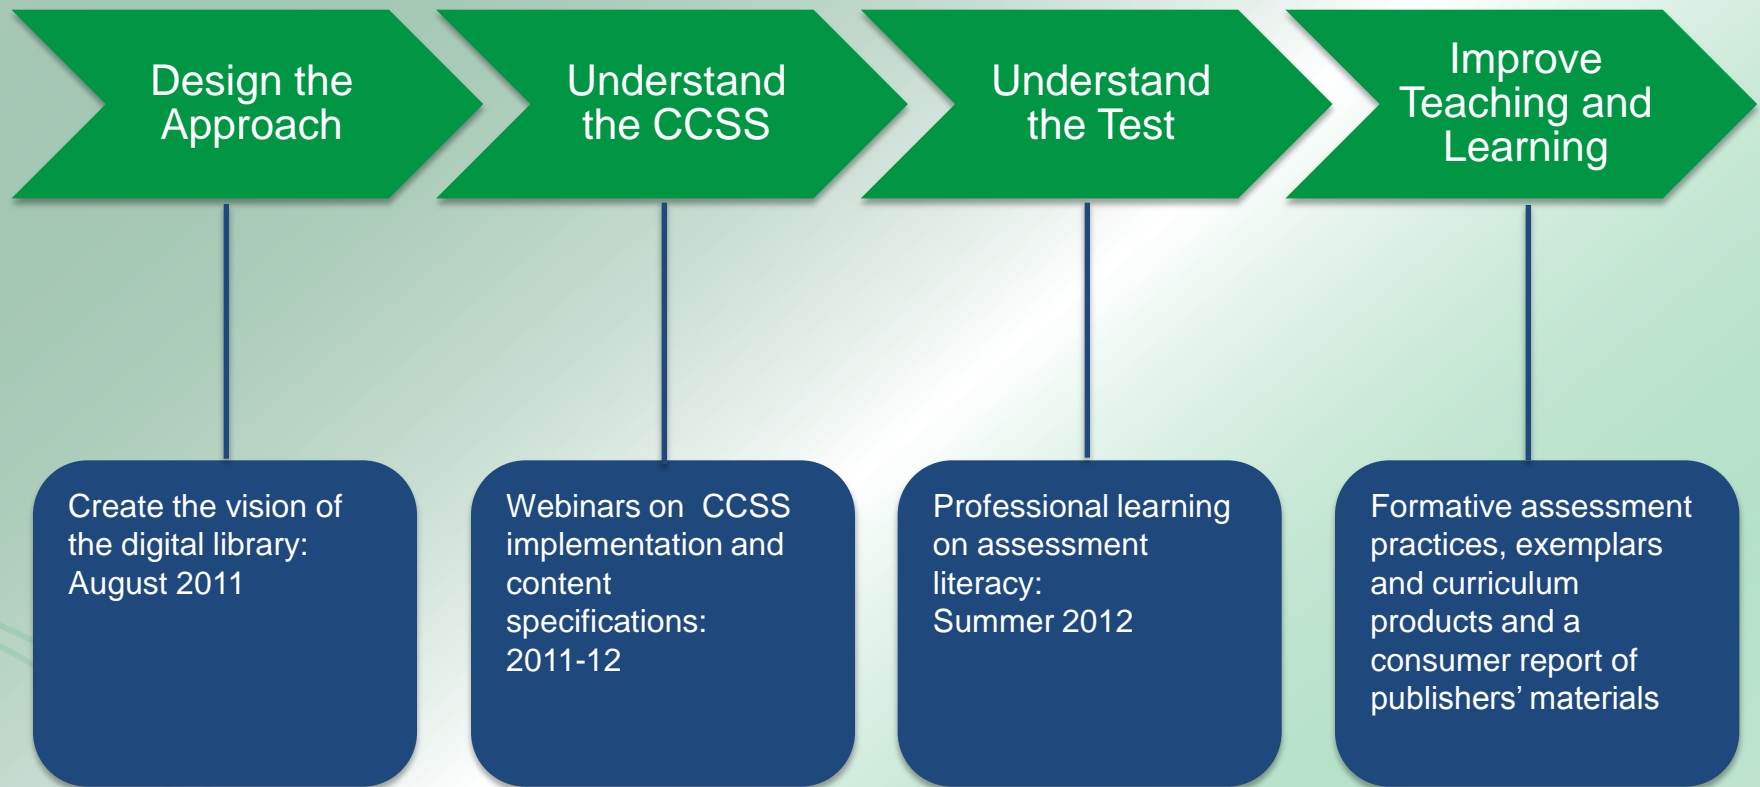 Design the
Approach
Understand
the CCSS
Understand
the Test
Improve
Teaching and
Learning
Create the vision of
the digital library:
August 2011
Webinars on  CCSS
implementation and
content
specifications:
2011-12
Professional learning
on assessment
literacy:
Summer 2012
Formative assessment
practices, exemplars
and curriculum
products and a
consumer report of
publishers’ materials